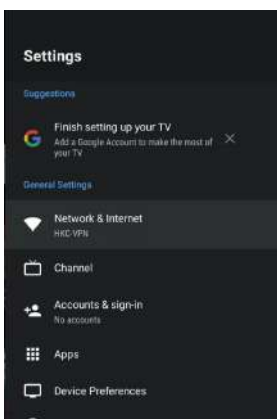 Settings
Suggestions
Finish setting up your TV
Add a Google Account to make the most of
your TV
General Settings
Network & Internet
HKC-VPN
Channel
Accounts & sign-in
No accounts
Apps
Device Preferences